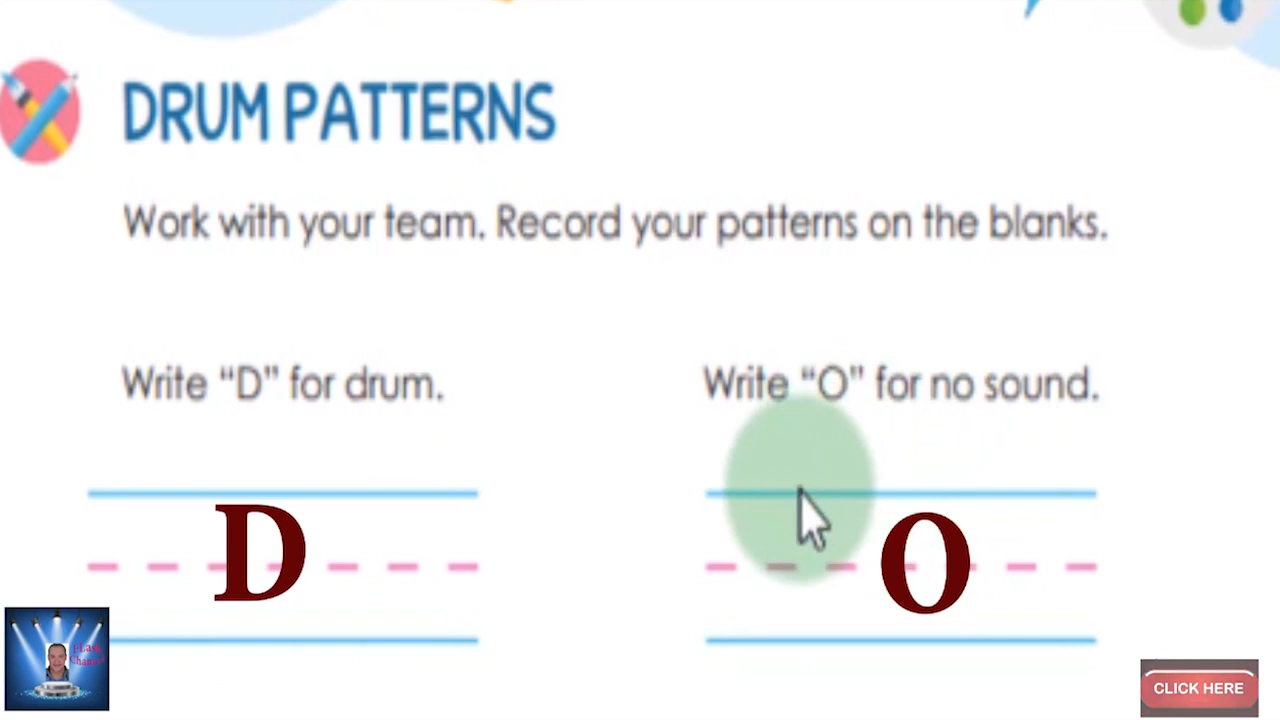 DRUM PATTERNS
Work with your team. Record your patterns on the blanks.
Write “D” for drum.
Write “O” for no sound.
D
O
CLICK HERE